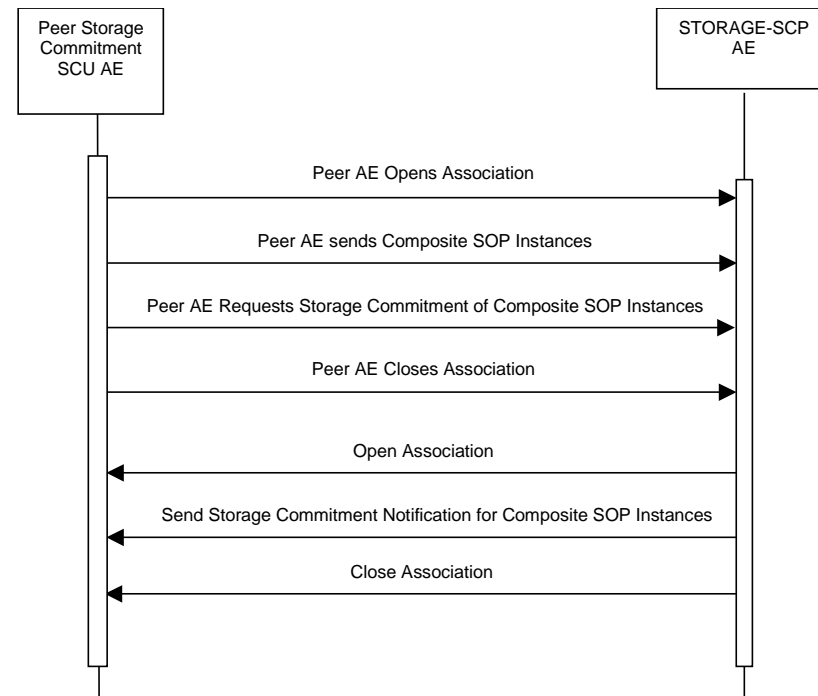 Peer Storage
Commitment
SCU AE
STORAGE-SCP
AE
Peer AE Opens Association
Peer AE sends Composite SOP Instances
Peer AE Requests Storage Commitment of Composite SOP Instances
Peer AE Closes Association
Open Association
Send Storage Commitment Notification for Composite SOP Instances
Close Association